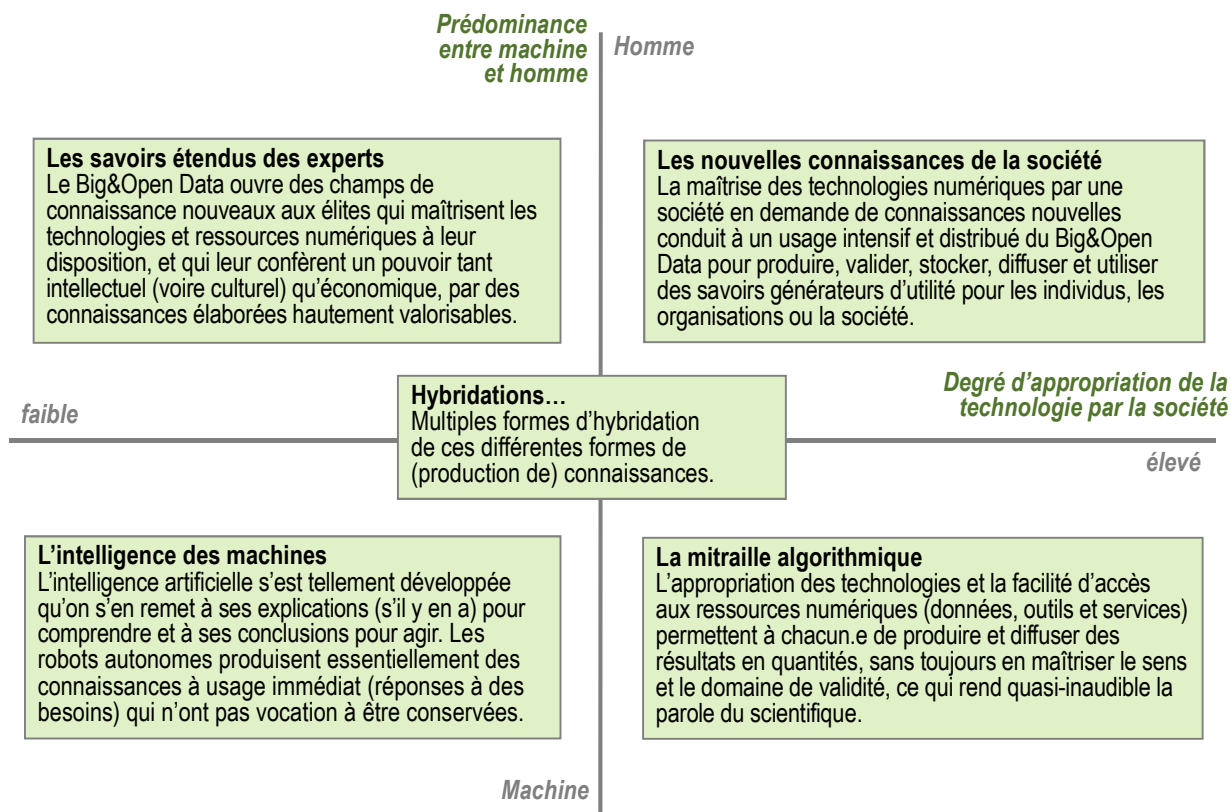 Prédominance
entre machine
et homme
Homme
Les savoirs étendus des experts
Le Big&Open Data ouvre des champs de
connaissance nouveaux aux élites qui maîtrisent les
technologies et ressources numériques à leur
disposition, et qui leur confèrent un pouvoir tant
intellectuel (voire culturel) qu’économique, par des
connaissances élaborées hautement valorisables.
Les nouvelles connaissances de la société
La maîtrise des technologies numériques par une
société en demande de connaissances nouvelles
conduit à un usage intensif et distribué du Big&Open
Data pour produire, valider, stocker, diffuser et utiliser
des savoirs générateurs d’utilité pour les individus, les
organisations ou la société.
faible
Hybridations…
Multiples formes d’hybridation
de ces différentes formes de
(production de) connaissances.
Degré d’appropriation de la
technologie par la société
élevé
L’intelligence des machines
L’intelligence artificielle s’est tellement développée
qu’on s’en remet à ses explications (s’il y en a) pour
comprendre et à ses conclusions pour agir. Les
robots autonomes produisent essentiellement des
connaissances à usage immédiat (réponses à des
besoins) qui n’ont pas vocation à être conservées.
La mitraille algorithmique
L’appropriation des technologies et la facilité d’accès
aux ressources numériques (données, outils et services)
permettent à chacun.e de produire et diffuser des
résultats en quantités, sans toujours en maîtriser le sens
et le domaine de validité, ce qui rend quasi-inaudible la
parole du scientifique.
Machine